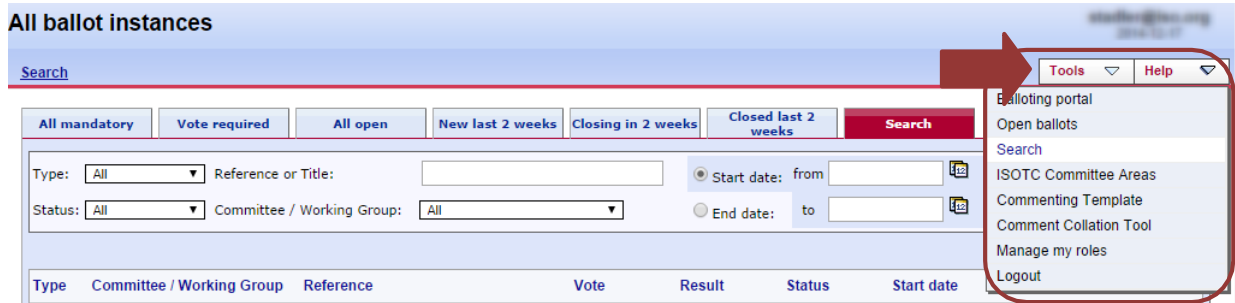 All ballot instances
Search
Tools Help
Balloting portal
Open ballots
Search
ISOTC Committee Areas
Commenting Template
Comment Collation Tool
Manage my roles
Logout
All mandatory Vote required All open New last 2 weeks Closing in 2 weeks Closed last 2 weeks Search
Type: All Reference or Title: Start date: from
Status: All Committee / Working Group: All End date: to
Type Committee / Working Group Reference Vote Result Status Start date